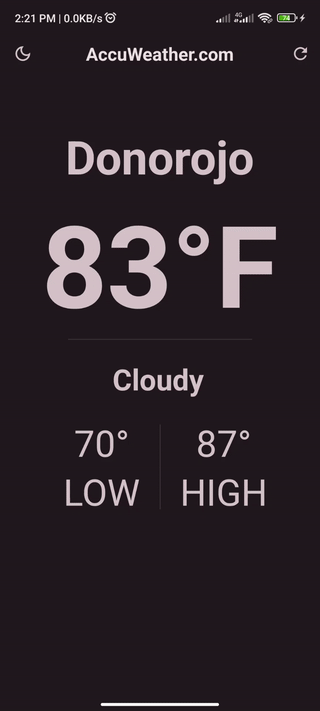 2:21 PM | 0.0KB/s
4G
74
AccuWeather.com
Donorojo
83°F
Cloudy
70° 87°
LOW HIGH